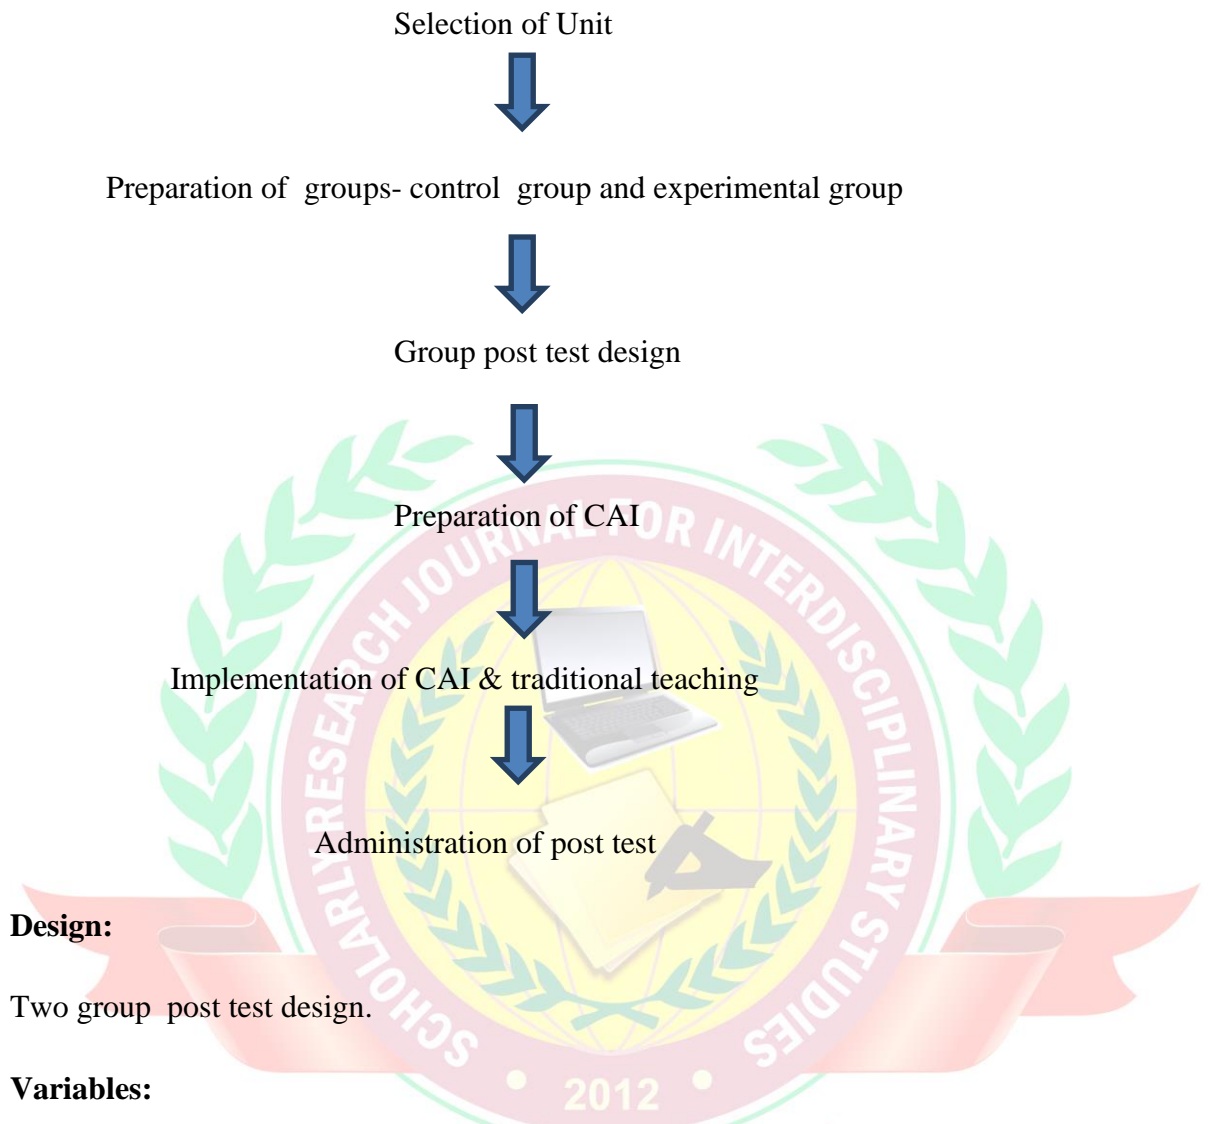 Selection of Unit
Preparation of groups- control group and experimental group
Group post test design
Preparation of CAI
Implementation of CAI & traditional teaching
Administration of post test
Design:
Two group post test design.
Variables:
SCHOLARLY RESEARCH JOURNAL FOR INTERDISCIPLINARY STUDIES
2012